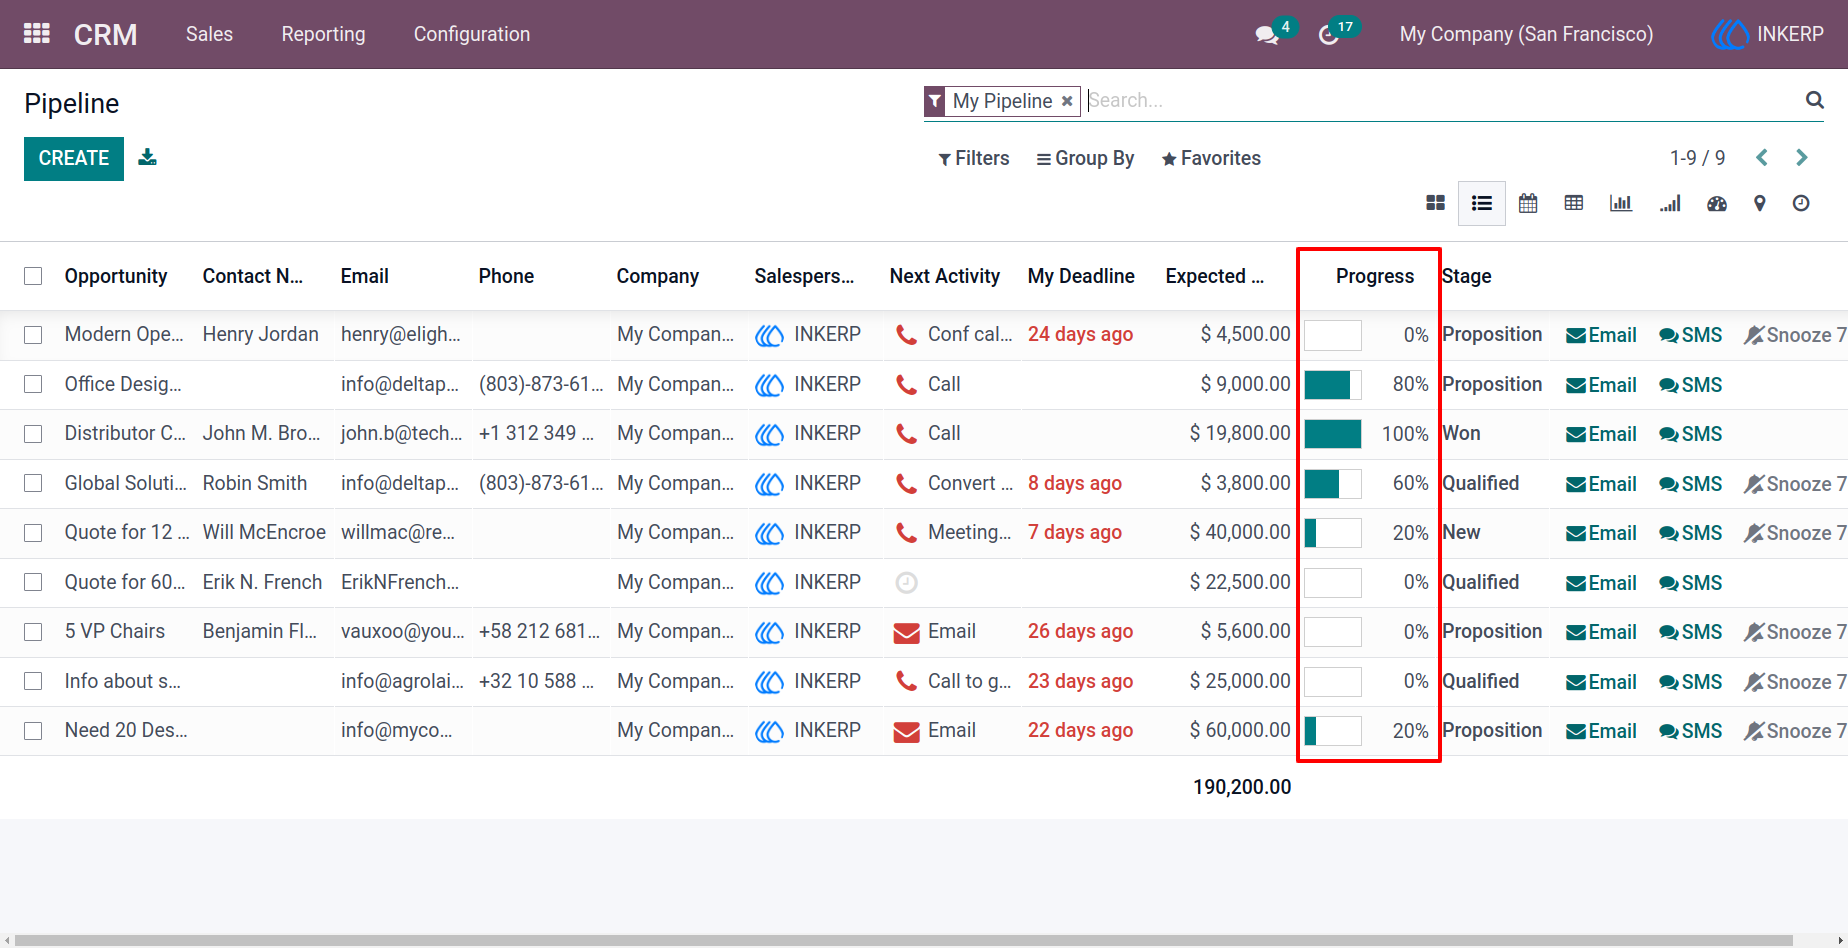 CRM Sales Reporting Configuration 4 17 My Company (San Francisco) INKERP
Pipeline
My Pipeline × Search...
CREATE
Filters Group By Favorites 1-9 / 9
Opportunity Contact N... Email Phone Company Salespers... Next Activity My Deadline Expected ... Progress Stage
Modern Ope... Henry Jordan henry@eligh... My Compan... INKERP Conf cal... 24 days ago $ 4,500.00 0% Proposition Email SMS Snooze 7
Office Desig... info@deltap... (803)-873-61... My Compan... INKERP Call $ 9,000.00 80% Proposition Email SMS
Distributor C... John M. Bro... john.b@tech... +1 312 349 ... My Compan... INKERP Call $ 19,800.00 100% Won Email SMS
Global Soluti... Robin Smith info@deltap... (803)-873-61... My Compan... INKERP Convert ... 8 days ago $ 3,800.00 60% Qualified Email SMS Snooze 7
Quote for 12 ... Will McEncroe willmac@re... My Compan... INKERP Meeting... 7 days ago $ 40,000.00 20% New Email SMS Snooze 7
Quote for 60... Erik N. French ErikNFrench... My Compan... INKERP $ 22,500.00 0% Qualified Email SMS
5 VP Chairs Benjamin Fl... vauxoo@you... +58 212 681... My Compan... INKERP Email 26 days ago $ 5,600.00 0% Proposition Email SMS Snooze 7
Info about s... info@agrolai... +32 10 588 ... My Compan... INKERP Call to g... 23 days ago $ 25,000.00 0% Qualified Email SMS Snooze 7
Need 20 Des... info@myco... My Compan... INKERP Email 22 days ago $ 60,000.00 20% Proposition Email SMS Snooze 7
190,200.00